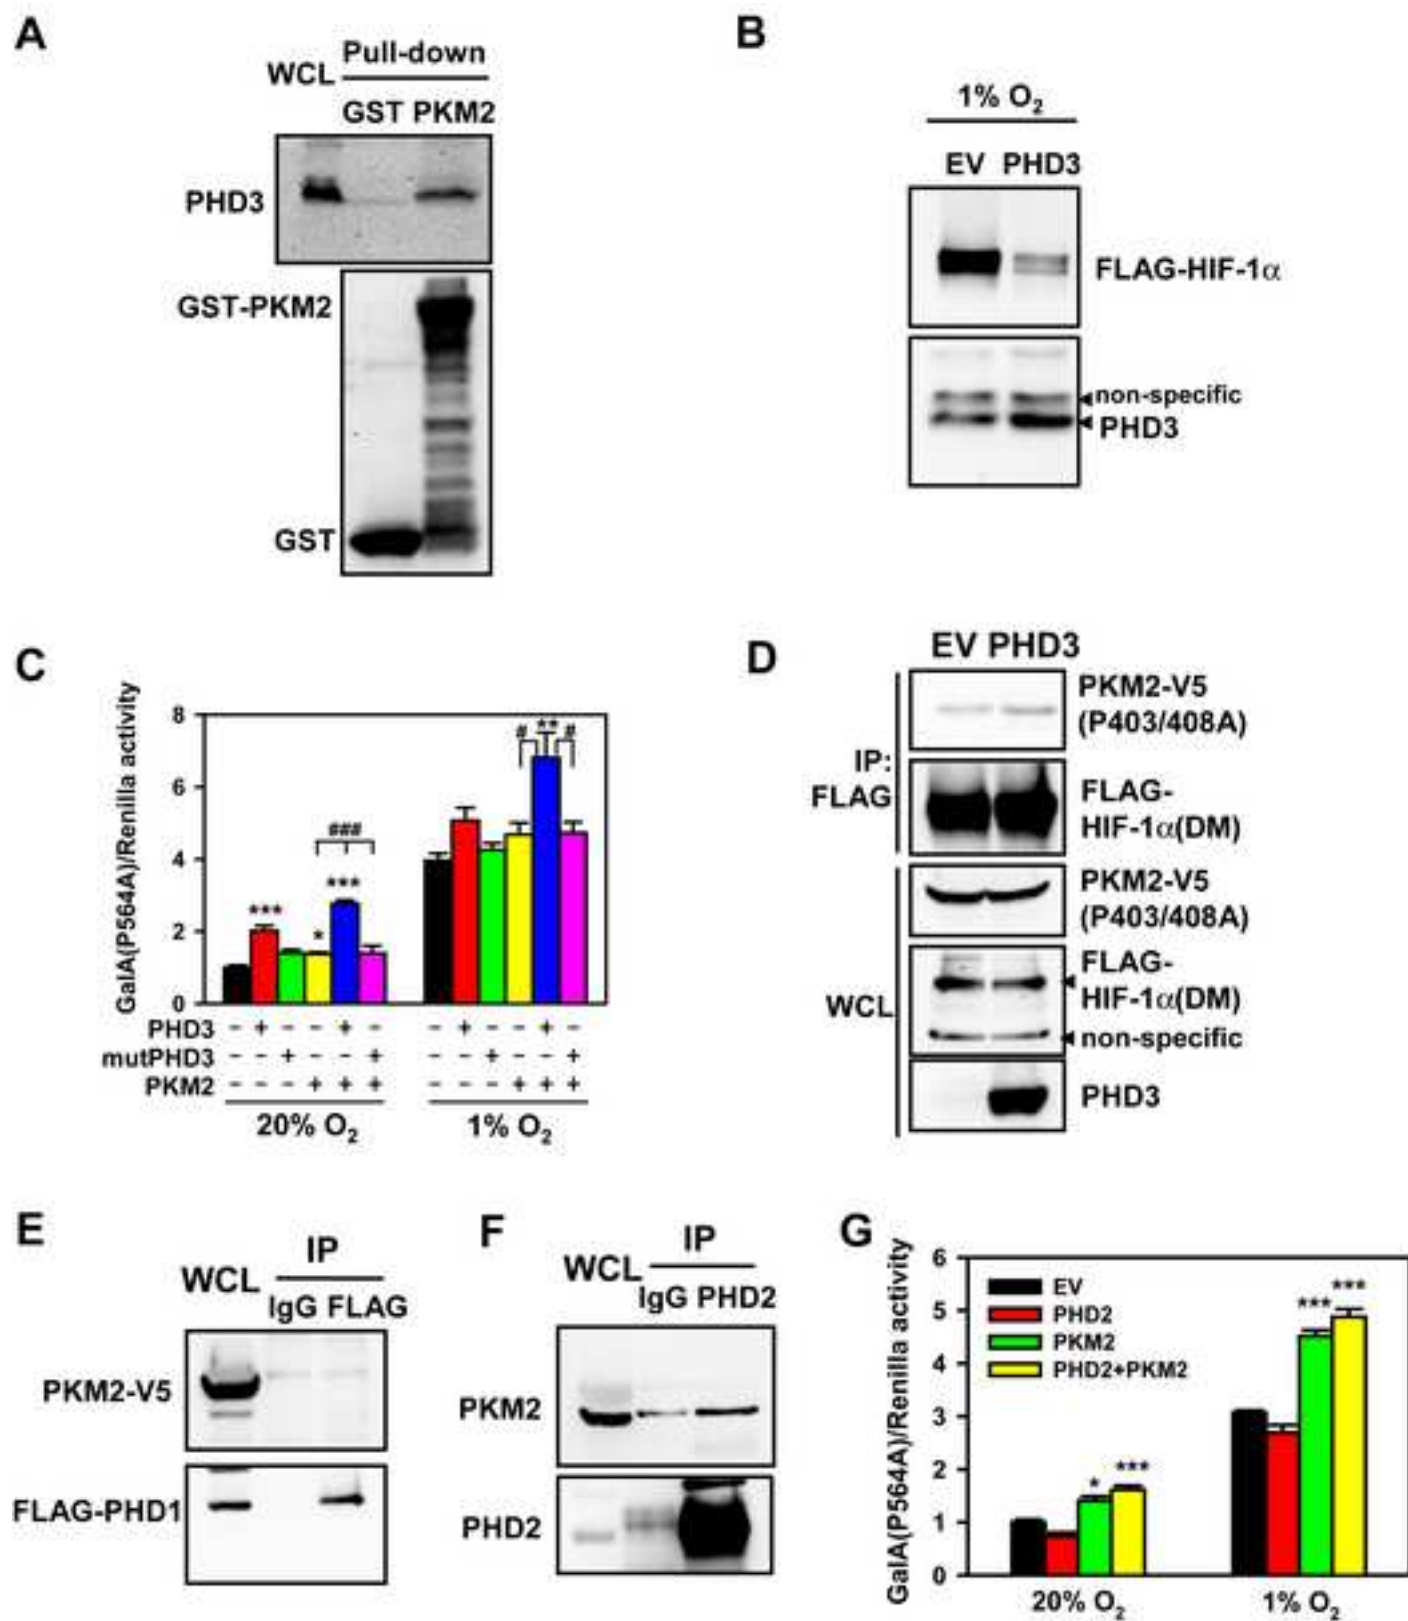 A
Pull-down
WCL
GST PKM2
PHD3
GST-PKM2
GST
B
1% O2
EV PHD3
FLAG-HIF-1α
non-specific
PHD3
C
GalA(P564A)/Renilla activity
8
6
4
2
0
*** * *** ###
# ** #
PHD3 - + - - + - - + - - + -
mutPHD3 - - + - - + - - + - - +
PKM2 - - - + + + - - - + + +
20% O2 1% O2
D
EV PHD3
IP:
FLAG
PKM2-V5
(P403/408A)
FLAG-
HIF-1α(DM)
WCL
PKM2-V5
(P403/408A)
FLAG-
HIF-1α(DM)
non-specific
PHD3
E
IP
WCL
IgG FLAG
PKM2-V5
FLAG-PHD1
F
IP
WCL
IgG PHD2
PKM2
PHD2
G
GalA(P564A)/Renilla activity
6
5
4
3
2
1
0
EV
PHD2
PKM2
PHD2+PKM2
* ***
*** ***
20% O2 1% O2